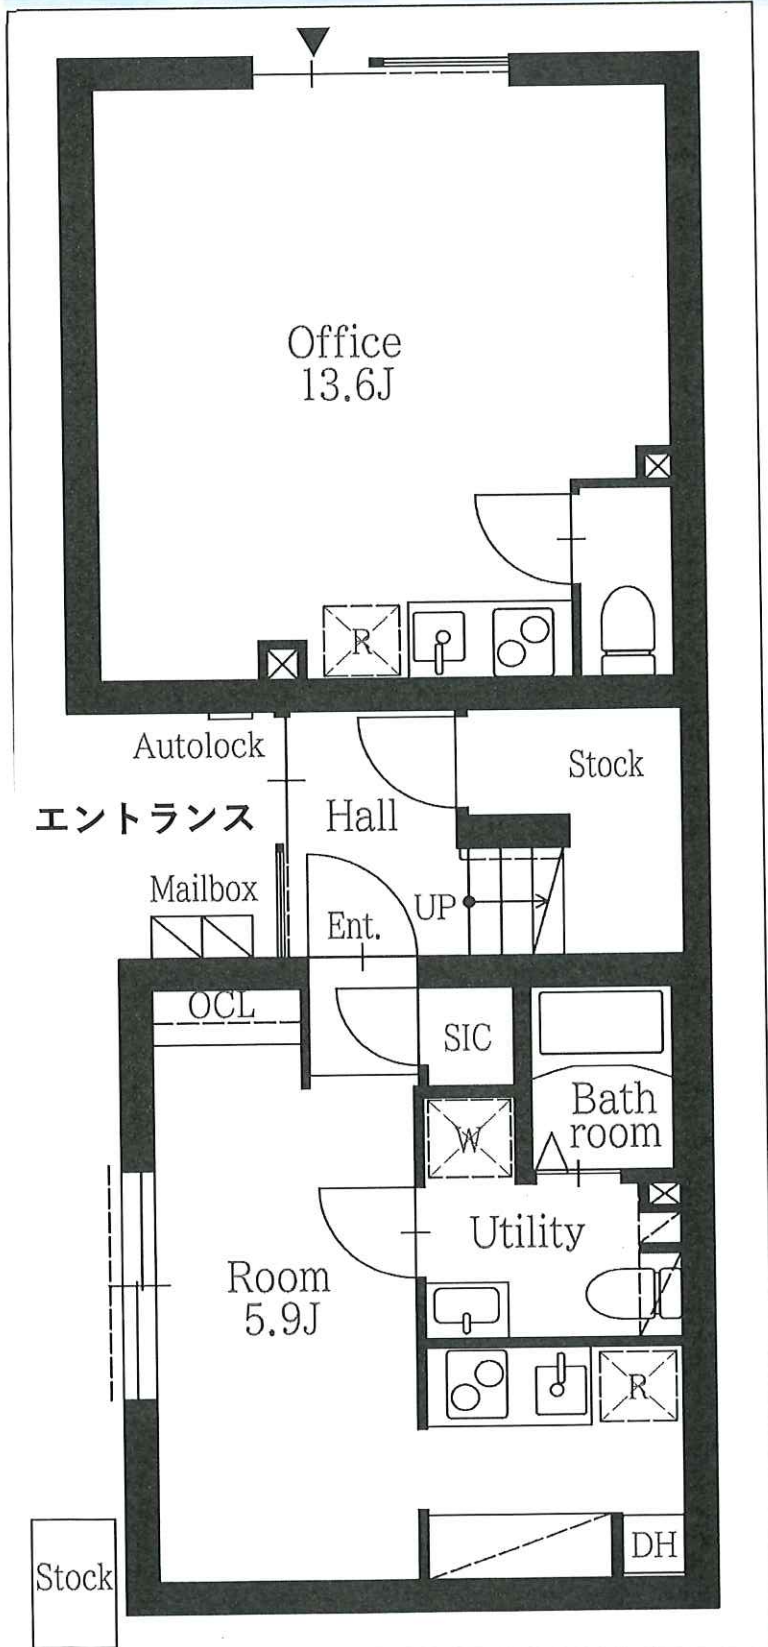 Office
13.6J
R
Autolock
Stock
エントランス
Hall
Mailbox
UP
Ent.
OCL
SIC
Bath
room
W
Utility
Room
5.9J
R
DH
Stock